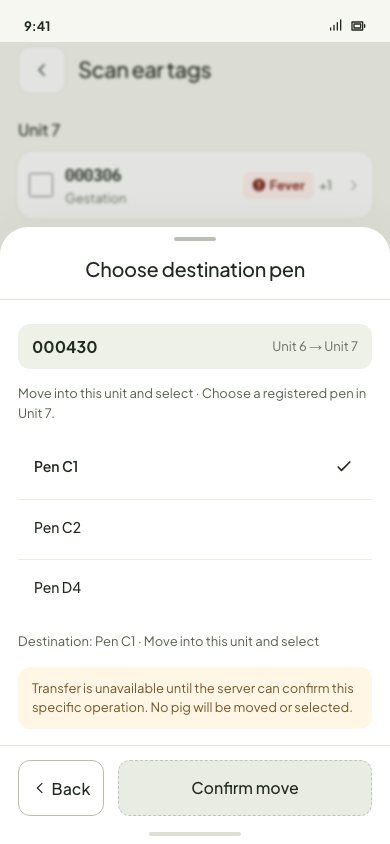 9:41
Scan ear tags
Unit 7
000306
Gestation
Fever +1
Choose destination pen
000430
Unit 6 → Unit 7
Move into this unit and select · Choose a registered pen in
Unit 7.
Pen C1
Pen C2
Pen D4
Destination: Pen C1 · Move into this unit and select
Transfer is unavailable until the server can confirm this
specific operation. No pig will be moved or selected.
Back
Confirm move